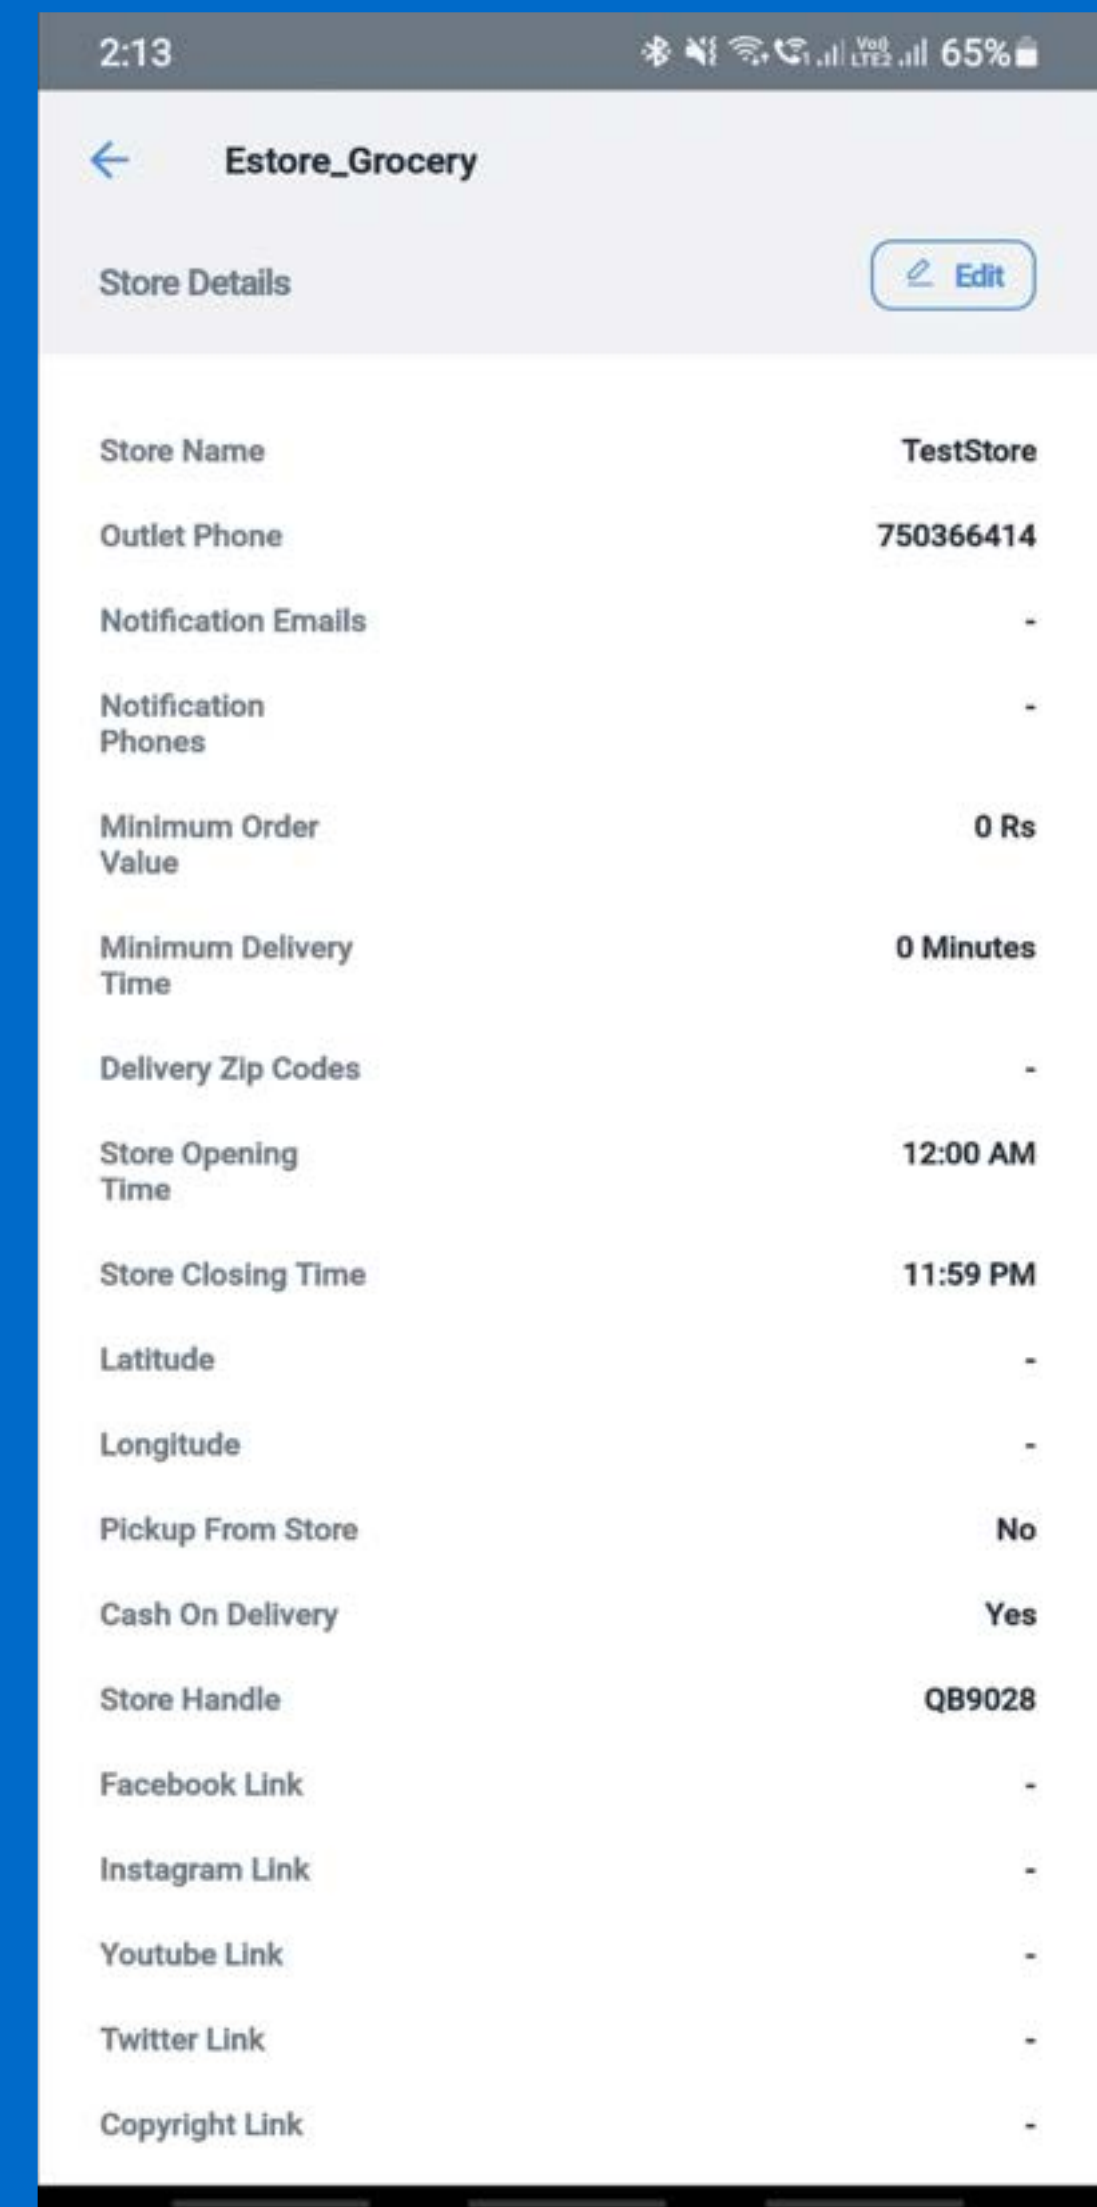 2:13 65%
Estore_Grocery
Store Details Edit
Store Name TestStore
Outlet Phone 750366414
Notification Emails -
Notification -
Phones
Minimum Order 0 Rs
Value
Minimum Delivery 0 Minutes
Time
Delivery Zip Codes -
Store Opening 12:00 AM
Time
Store Closing Time 11:59 PM
Latitude -
Longitude -
Pickup From Store No
Cash On Delivery Yes
Store Handle QB9028
Facebook Link -
Instagram Link -
Youtube Link -
Twitter Link -
Copyright Link -